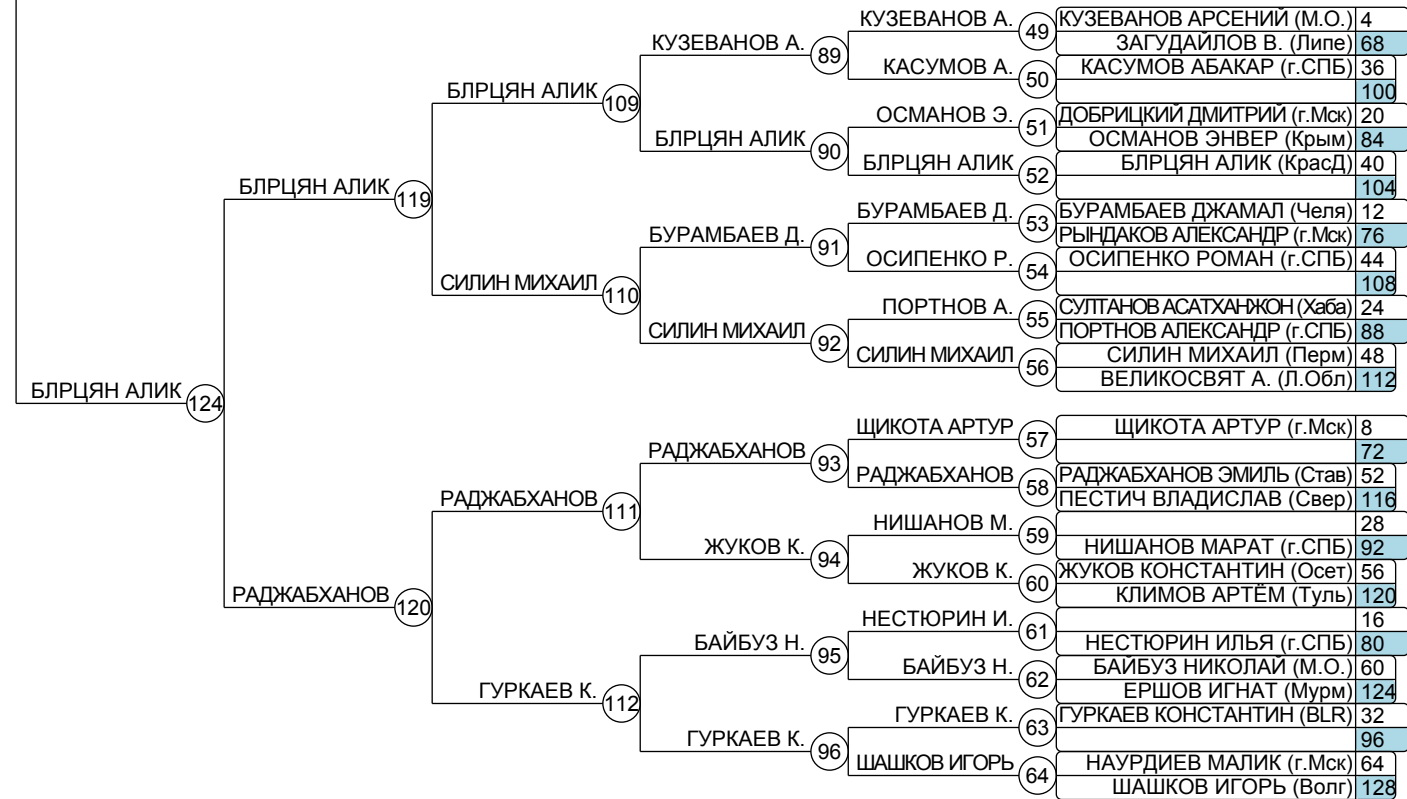 КУЗЕВАНОВ А. 49 КУЗЕВАНОВ АРСЕНИЙ (М.О.) 4
КУЗЕВАНОВ А. 89 ЗАГУДАЙЛОВ В. (Липе) 68
КАСУМОВ А. 50 КАСУМОВ АБАКАР (г.СПБ) 36
БЛРЦЯН АЛИК 109 100
ОСМАНОВ Э. 51 ДОБРИЦКИЙ ДМИТРИЙ (г.Мск) 20
БЛРЦЯН АЛИК 90 ОСМАНОВ ЭНВЕР (Крым) 84
БЛРЦЯН АЛИК 52 БЛРЦЯН АЛИК (КрасД) 40
БЛРЦЯН АЛИК 119 104
БУРАМБАЕВ Д. 53 БУРАМБАЕВ ДЖАМАЛ (Челя) 12
БУРАМБАЕВ Д. 91 РЫНДАКОВ АЛЕКСАНДР (г.Мск) 76
ОСИПЕНКО Р. 54 ОСИПЕНКО РОМАН (г.СПБ) 44
СИЛИН МИХАИЛ 110 108
ПОРТНОВ А. 55 СУЛТАНОВ АСАТХАНЖОН (Хаба) 24
СИЛИН МИХАИЛ 92 ПОРТНОВ АЛЕКСАНДР (г.СПБ) 88
СИЛИН МИХАИЛ 56 СИЛИН МИХАИЛ (Перм) 48
БЛРЦЯН АЛИК 124 ВЕЛИКОСВЯТ А. (Л.Обл) 112
ЩИКОТА АРТУР 57 ЩИКОТА АРТУР (г.Мск) 8
РАДЖАБХАНОВ 93 72
РАДЖАБХАНОВ 58 РАДЖАБХАНОВ ЭМИЛЬ (Став) 52
РАДЖАБХАНОВ 111 ПЕСТИЧ ВЛАДИСЛАВ (Свер) 116
НИШАНОВ М. 59 28
ЖУКОВ К. 94 НИШАНОВ МАРАТ (г.СПБ) 92
ЖУКОВ К. 60 ЖУКОВ КОНСТАНТИН (Осет) 56
РАДЖАБХАНОВ 120 КЛИМОВ АРТЁМ (Туль) 120
НЕСТЮРИН И. 61 16
БАЙБУЗ Н. 95 НЕСТЮРИН ИЛЬЯ (г.СПБ) 80
БАЙБУЗ Н. 62 БАЙБУЗ НИКОЛАЙ (М.О.) 60
ГУРКАЕВ К. 112 ЕРШОВ ИГНАТ (Мурм) 124
ГУРКАЕВ К. 63 ГУРКАЕВ КОНСТАНТИН (BLR) 32
ГУРКАЕВ К. 96 96
ШАШКОВ ИГОРЬ 64 НАУРДИЕВ МАЛИК (г.Мск) 64
ШАШКОВ ИГОРЬ (Волг) 128